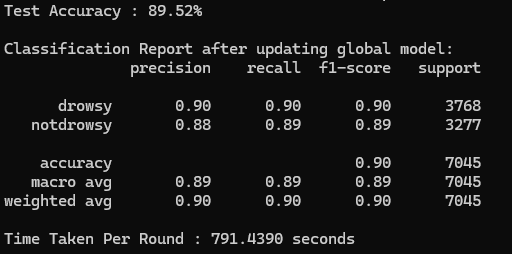 Test Accuracy : 89.52%
Classification Report after updating global model:
precision recall f1-score support
drowsy 0.90 0.90 0.90 3768
notdrowsy 0.88 0.89 0.89 3277
accuracy 0.90 7045
macro avg 0.89 0.89 0.89 7045
weighted avg 0.90 0.90 0.90 7045
Time Taken Per Round : 791.4390 seconds